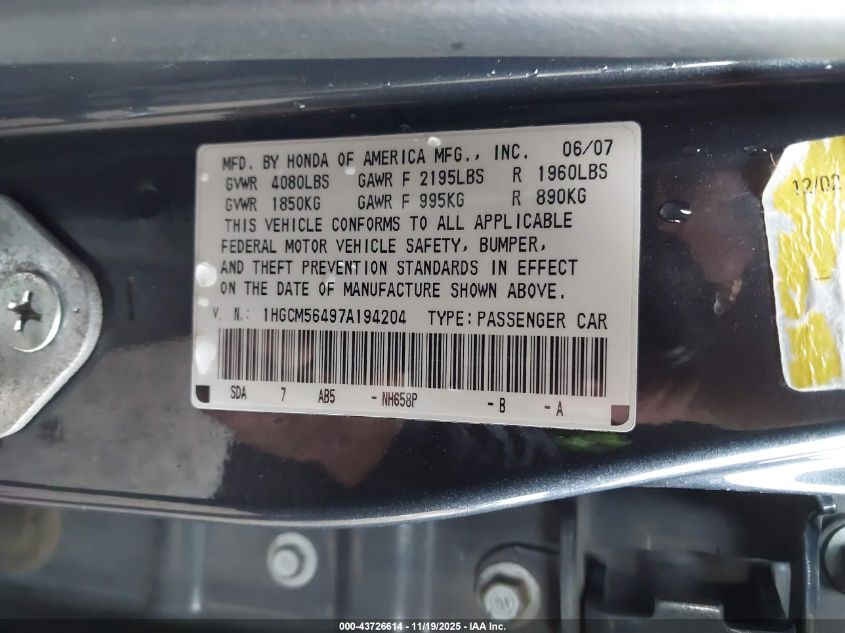 MFD. BY HONDA OF AMERICA MFG., INC. 06/07
GVWR 4080LBS GAWR F 2195LBS R 1960LBS
GVWR 1850KG GAWR F 995KG R 890KG
THIS VEHICLE CONFORMS TO ALL APPLICABLE
FEDERAL MOTOR VEHICLE SAFETY, BUMPER,
AND THEFT PREVENTION STANDARDS IN EFFECT
ON THE DATE OF MANUFACTURE SHOWN ABOVE.
V. N.: 1HGCM56497A194204 TYPE: PASSENGER CAR
SDA 7 AB5 - NH658P - B - A
12/02
000-43726614 - 11/19/2025 - IAA Inc.